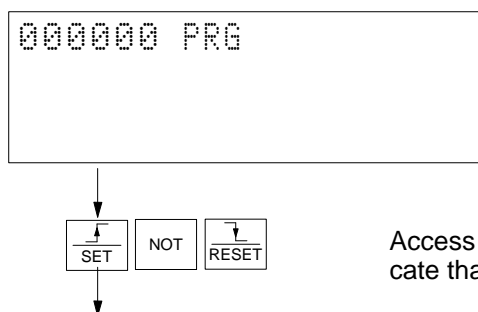 000000 PRG
SET NOT RESET
Access
cate tha